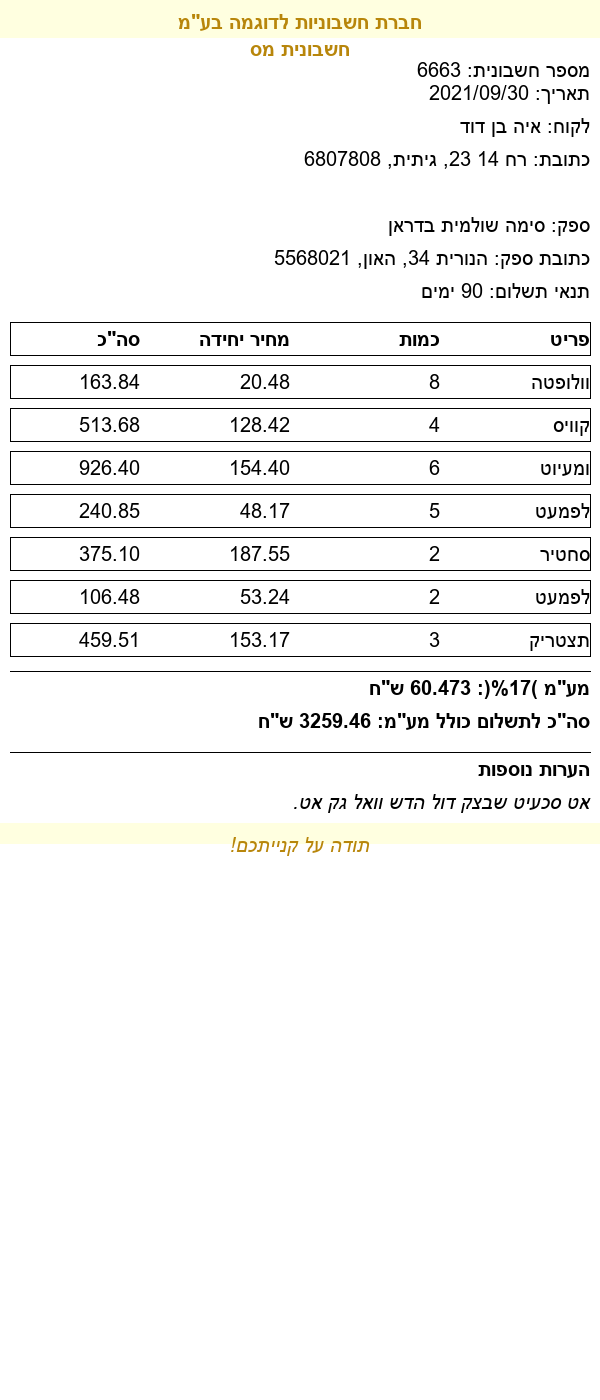 חברת חשבוניות לדוגמה בע"מ
חשבונית מס
מספר חשבונית: 6663
תאריך: 2021/09/30
לקוח: איה בן דוד
כתובת: רח 14 23, גיתית, 6807808
ספק: סימה שולמית בדראן
כתובת ספק: הנורית 34, האון, 5568021
תנאי תשלום: 90 ימים
פריט כמות מחיר יחידה סה"כ
וולופטה 8 20.48 163.84
קוויס 4 128.42 513.68
ומעיוט 6 154.40 926.40
לפמעט 5 48.17 240.85
סחטיר 2 187.55 375.10
לפמעט 2 53.24 106.48
תצטריק 3 153.17 459.51
מע"מ )17%(: 60.473 ש"ח
סה"כ לתשלום כולל מע"מ: 3259.46 ש"ח
הערות נוספות
אט סכעיט שבצק דול הדש וואל גק אט.
תודה על קנייתכם!